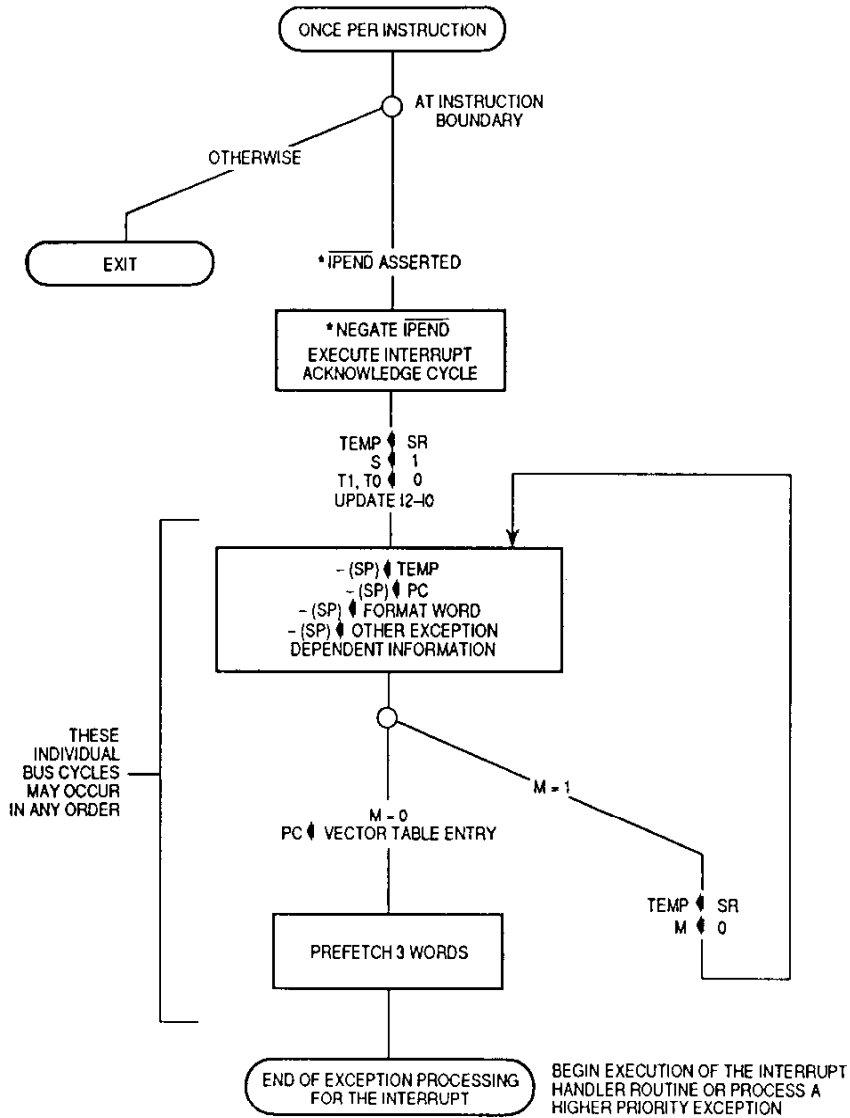 ONCE PER INSTRUCTION
AT INSTRUCTION
BOUNDARY
OTHERWISE
EXIT
* IPEND ASSERTED
* NEGATE IPEND
EXECUTE INTERRUPT
ACKNOWLEDGE CYCLE
TEMP SR
S 1
T1, T0 0
UPDATE I2–I0
– (SP) TEMP
– (SP) PC
– (SP) FORMAT WORD
– (SP) OTHER EXCEPTION
DEPENDENT INFORMATION
THESE
INDIVIDUAL
BUS CYCLES
MAY OCCUR
IN ANY ORDER
M = 1
M = 0
PC VECTOR TABLE ENTRY
TEMP SR
M 0
PREFETCH 3 WORDS
END OF EXCEPTION PROCESSING
FOR THE INTERRUPT
BEGIN EXECUTION OF THE INTERRUPT
HANDLER ROUTINE OR PROCESS A
HIGHER PRIORITY EXCEPTION